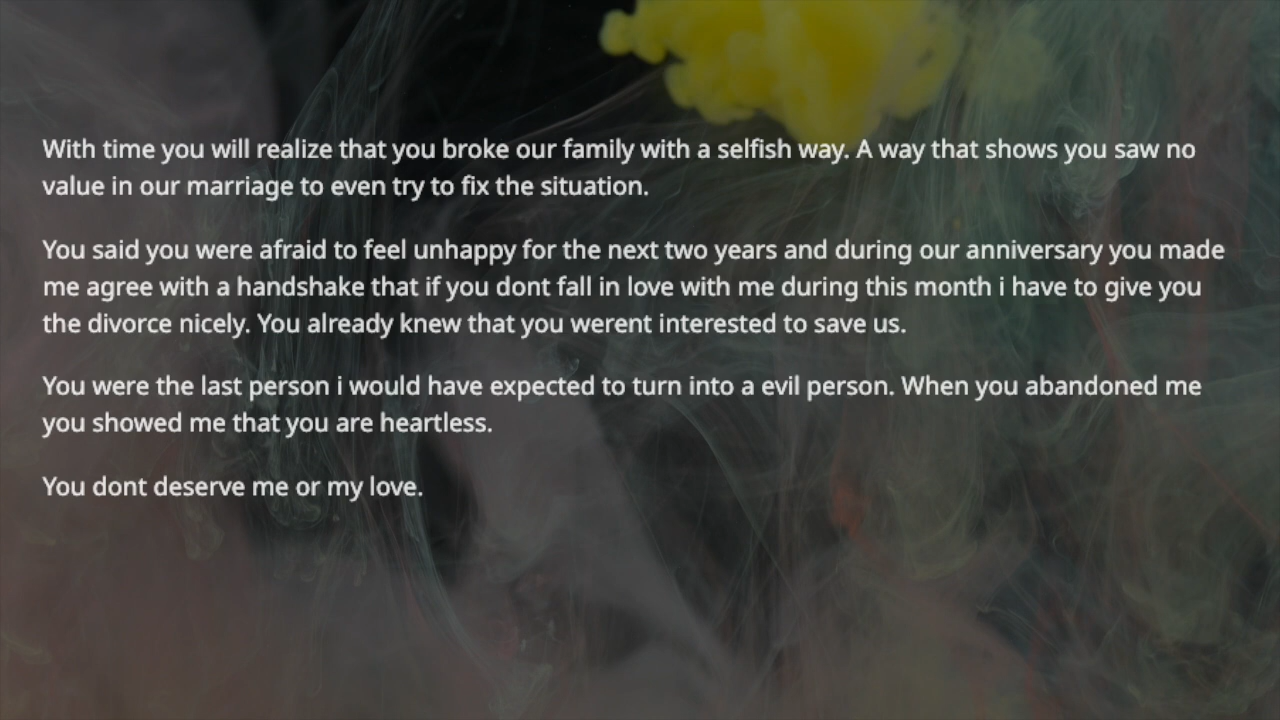 With time you will realize that you broke our family with a selfish way. A way that shows you saw no
value in our marriage to even try to fix the situation.
You said you were afraid to feel unhappy for the next two years and during our anniversary you made
me agree with a handshake that if you dont fall in love with me during this month i have to give you
the divorce nicely. You already knew that you werent interested to save us.
You were the last person i would have expected to turn into a evil person. When you abandoned me
you showed me that you are heartless.
You dont deserve me or my love.